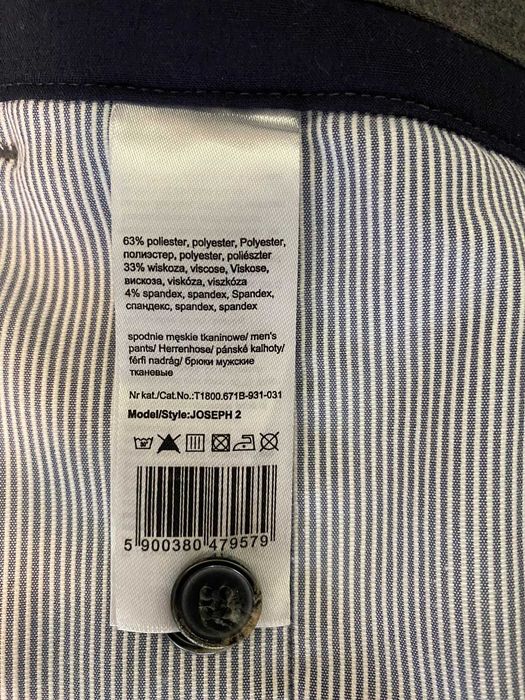 63% poliester, polyester, Polyester,
полиэстер, polyester, poliészter
33% wiskoza, viscose, Viskose,
вискоза, viskóza, viszkóza
4% spandex, spandex, Spandex,
спандекс, spandex, spandex
spodnie męskie tkaninowe/ men's
pants/ Herrenhose/ pánské kalhoty/
férfi nadrág/ брюки мужские
тканевые
Nr kat./Cat.No.:T1800.671B-931-031
Model/Style:JOSEPH 2
5 900380 479579